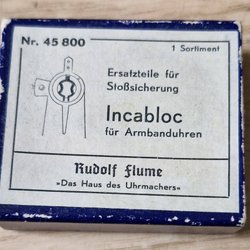 Nr. 45 800
1 Sortiment
Ersatzteile für
Stoßsicherung
Incabloc
für Armbanduhren
Rudolf Flume
»Das Haus des Uhrmachers«